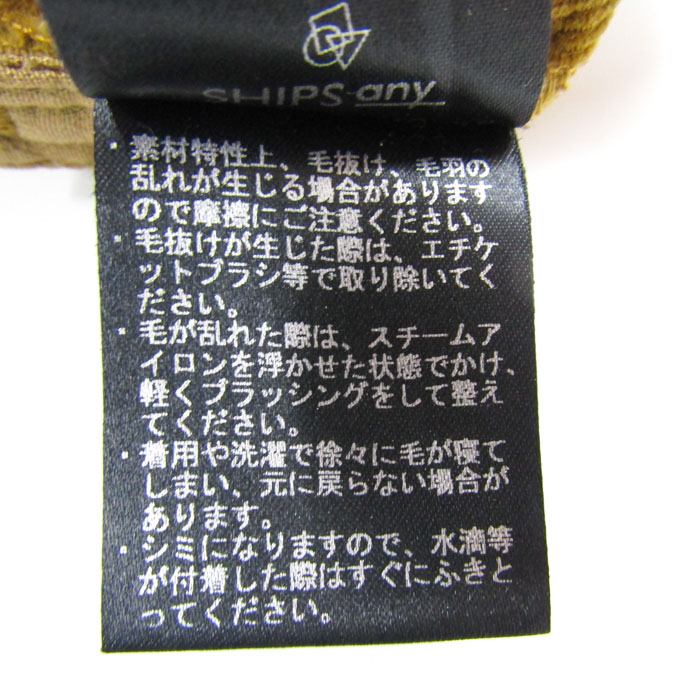 SHIPS any
・素材特性上、毛抜け、毛羽の
乱れが生じる場合があります
ので摩擦にご注意ください。
・毛抜けが生じた際は、エチケ
ットブラシ等で取り除いてく
ださい。
・毛が乱れた際は、スチームア
イロンを浮かせた状態でかけ、
軽くブラッシングをして整え
てください。
・着用や洗濯で徐々に毛が寝て
しまい、元に戻らない場合が
あります。
・シミになりますので、水滴等
が付着した際はすぐにふきと
ってください。